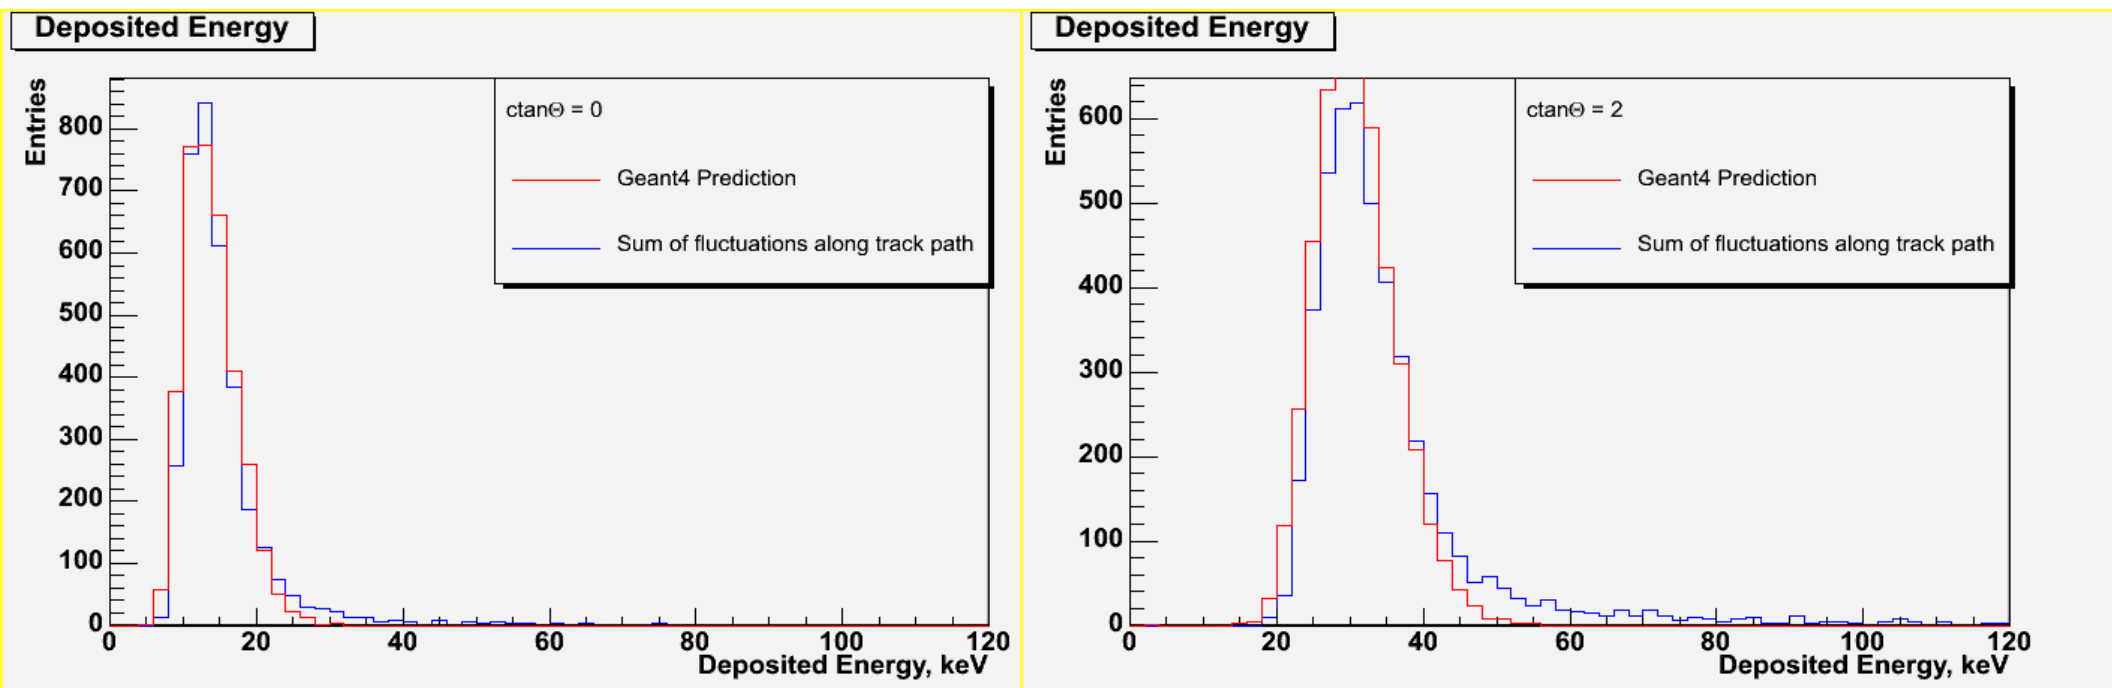 Deposited Energy
Entries
ctanΘ = 0
Geant4 Prediction
Sum of fluctuations along track path
800
700
600
500
400
300
200
100
0
0 20 40 60 80 100 120
Deposited Energy, keV
Deposited Energy
Entries
ctanΘ = 2
Geant4 Prediction
Sum of fluctuations along track path
600
500
400
300
200
100
0
0 20 40 60 80 100 120
Deposited Energy, keV